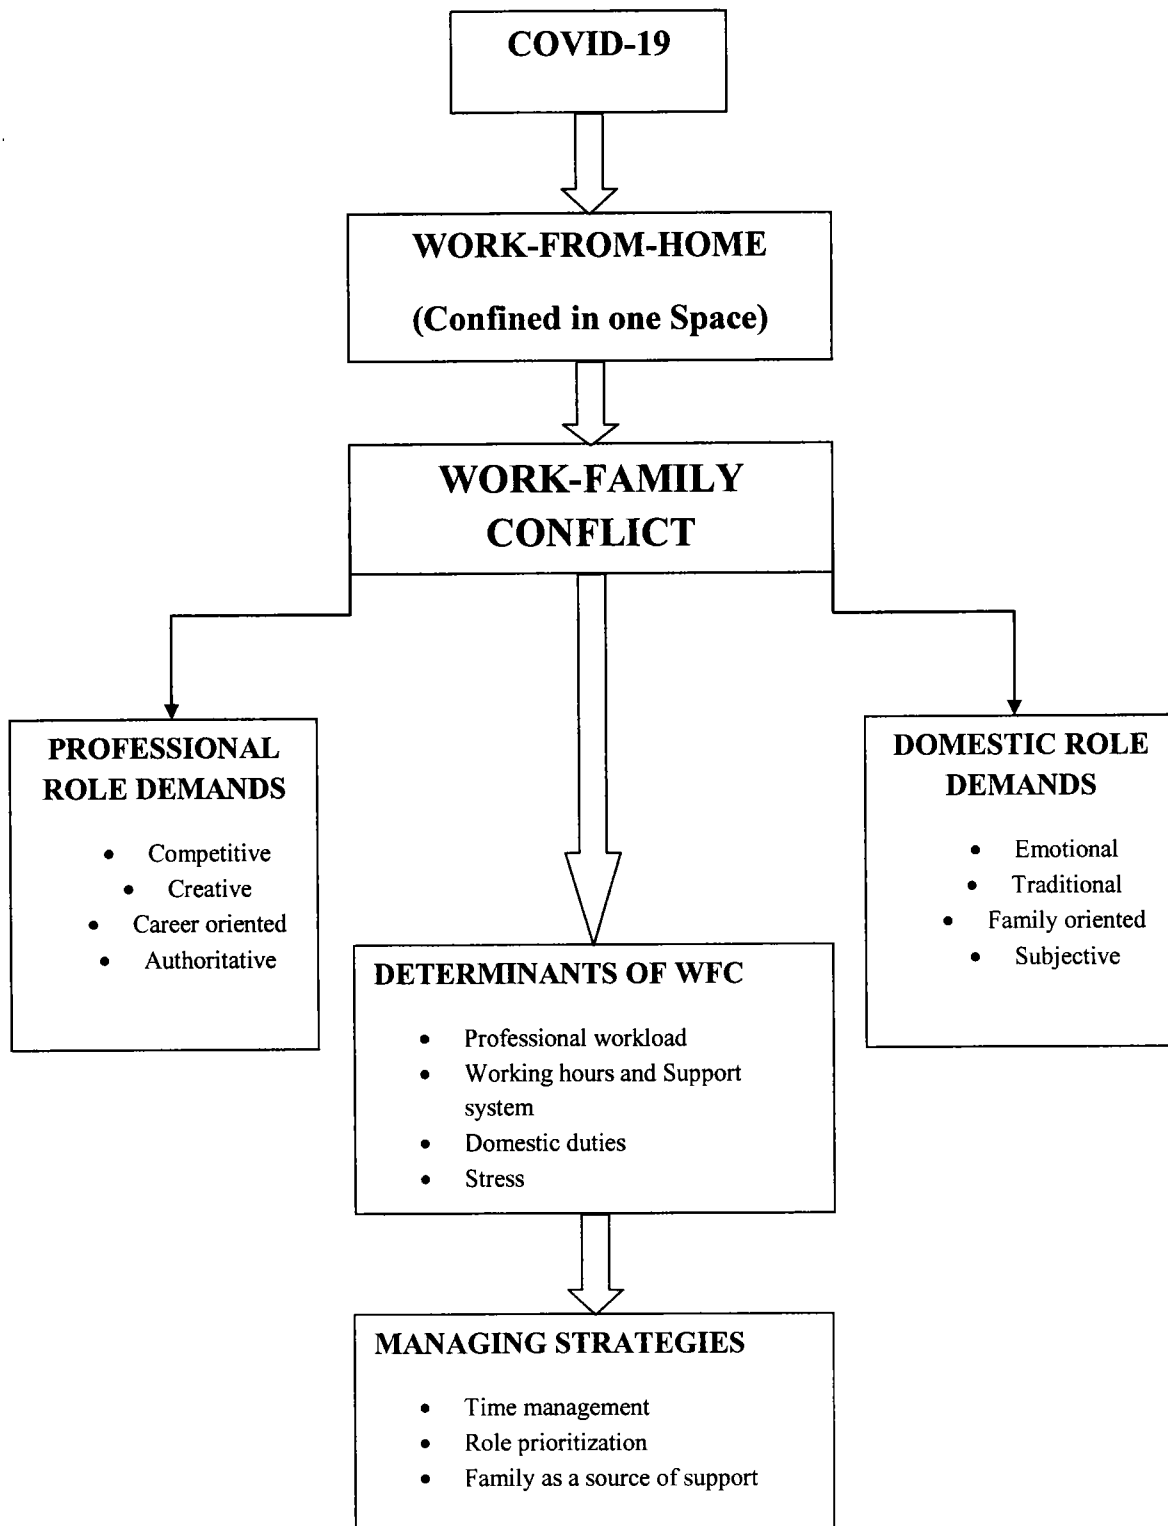 COVID-19
WORK-FROM-HOME
(Confined in one Space)
WORK-FAMILY
CONFLICT
PROFESSIONAL
ROLE DEMANDS
• Competitive
• Creative
• Career oriented
• Authoritative
DOMESTIC ROLE
DEMANDS
• Emotional
• Traditional
• Family oriented
• Subjective
DETERMINANTS OF WFC
• Professional workload
• Working hours and Support
system
• Domestic duties
• Stress
MANAGING STRATEGIES
• Time management
• Role prioritization
• Family as a source of support